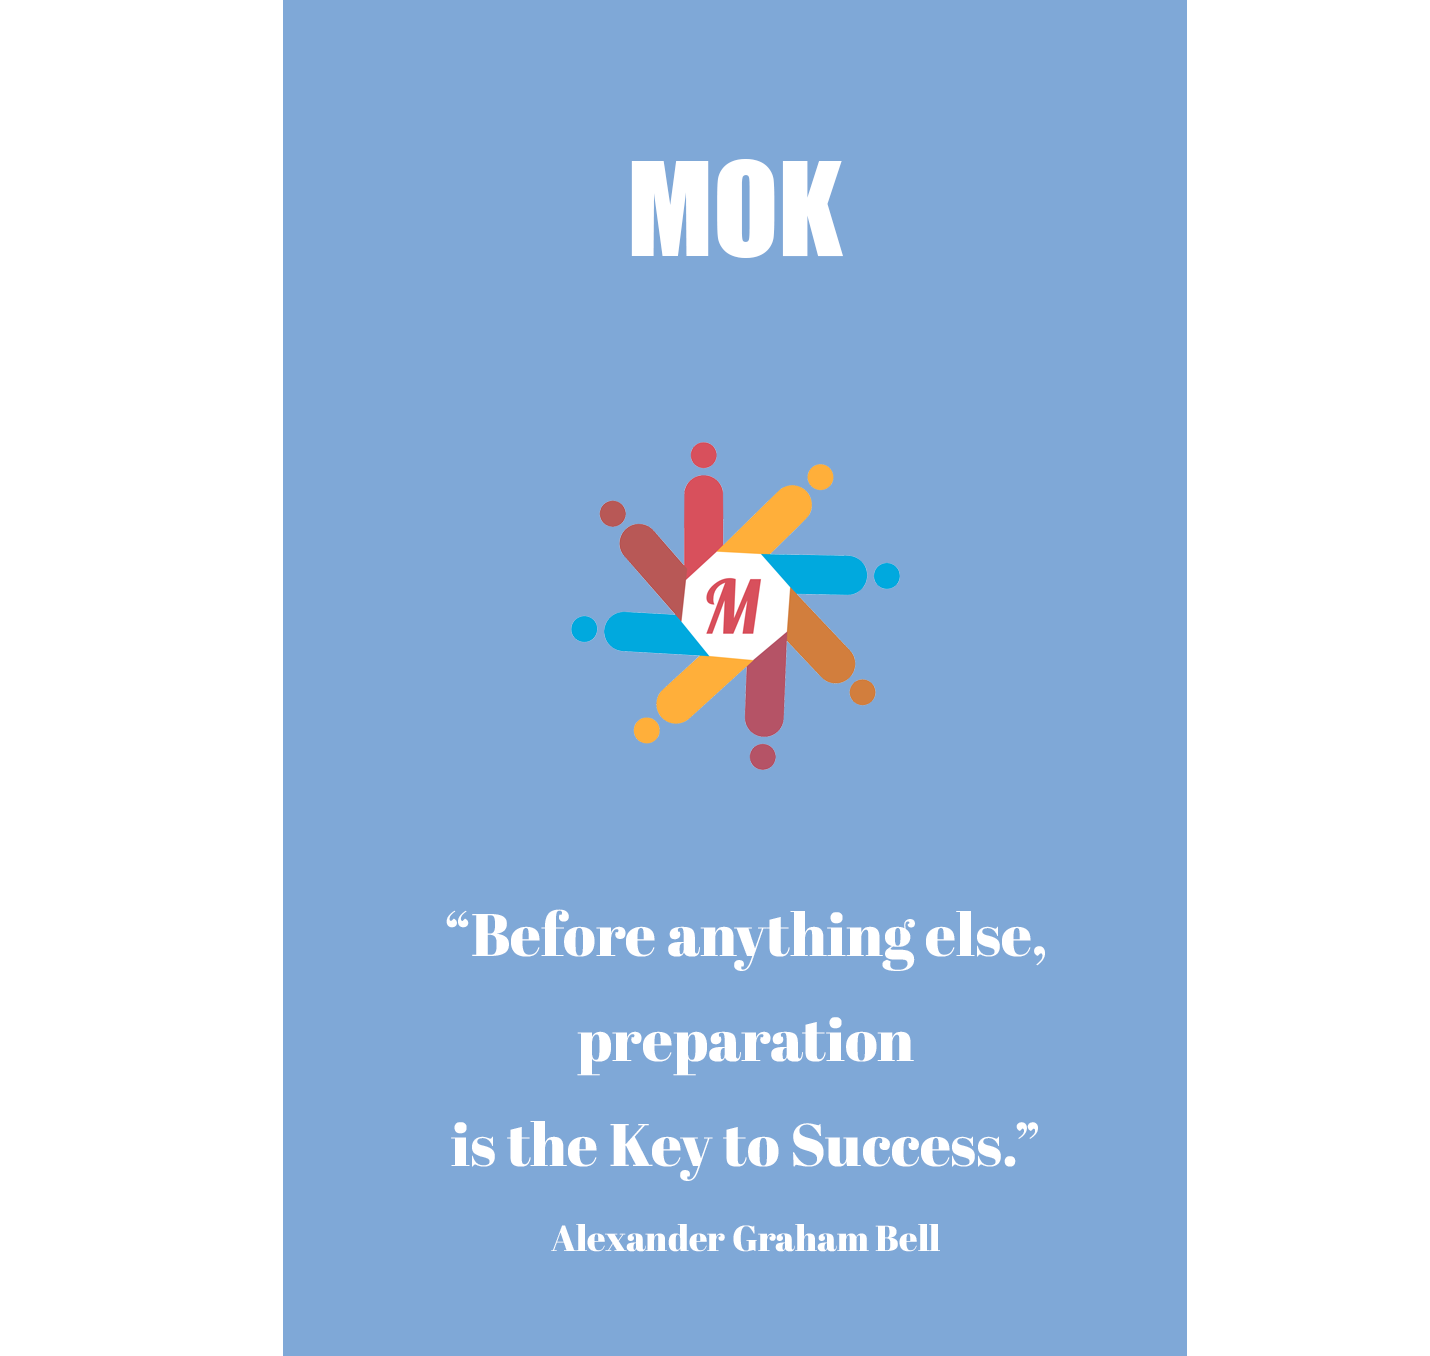 MOK
M
“Before anything else,
preparation
is the Key to Success.”
Alexander Graham Bell